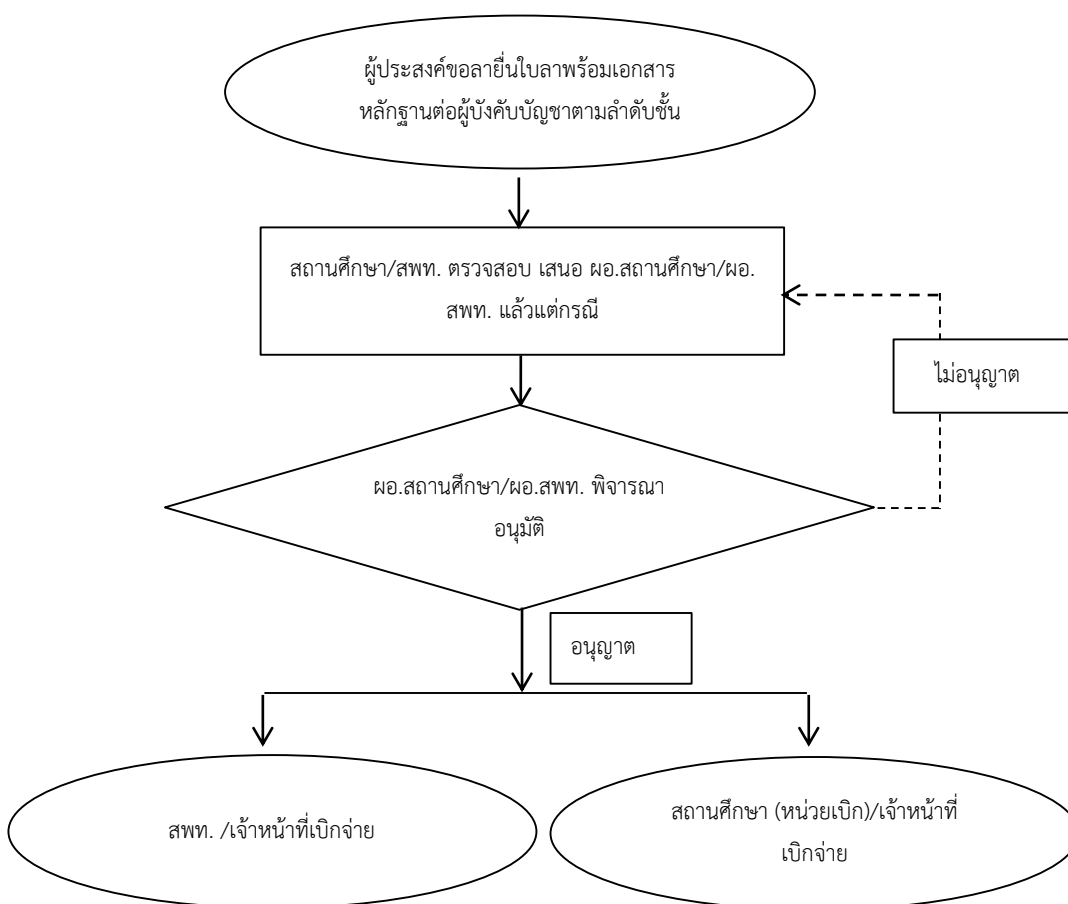 ผู้ประสงค์ขอลายื่นใบลาพร้อมเอกสาร
หลักฐานต่อผู้บังคับบัญชาตามลำดับชั้น
สถานศึกษา/สพท. ตรวจสอบ เสนอ ผอ.สถานศึกษา/ผอ.
สพท. แล้วแต่กรณี
ไม่อนุญาต
ผอ.สถานศึกษา/ผอ.สพท. พิจารณา
อนุมัติ
อนุญาต
สพท. /เจ้าหน้าที่เบิกจ่าย
สถานศึกษา (หน่วยเบิก)/เจ้าหน้าที่
เบิกจ่าย